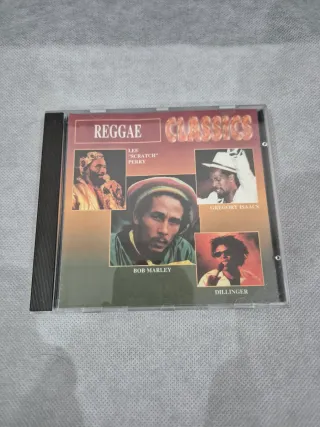 REGGAE CLASSICS
LEE
"SCRATCH"
PERRY
GREGORY ISAACS
BOB MARLEY
DILLINGER